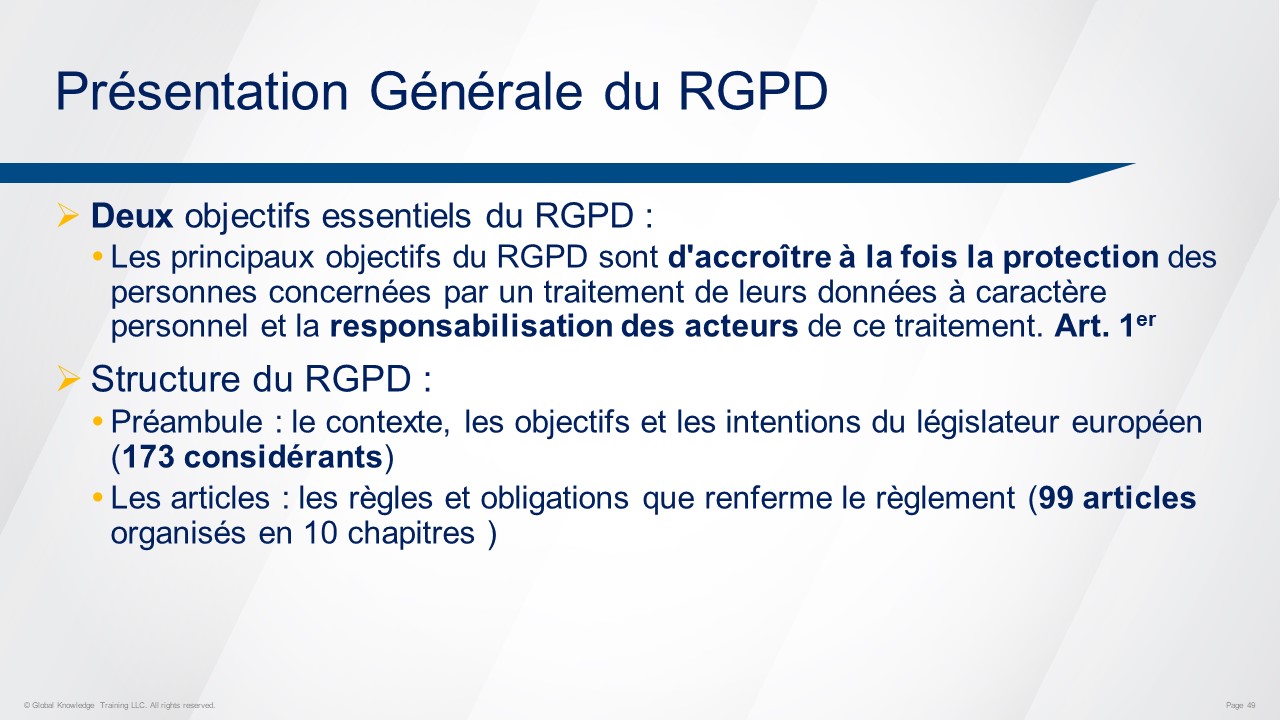 Présentation Générale du RGPD
➢ Deux objectifs essentiels du RGPD :
• Les principaux objectifs du RGPD sont d'accroître à la fois la protection des
personnes concernées par un traitement de leurs données à caractère
personnel et la responsabilisation des acteurs de ce traitement. Art. 1er
➢ Structure du RGPD :
• Préambule : le contexte, les objectifs et les intentions du législateur européen
(173 considérants)
• Les articles : les règles et obligations que renferme le règlement (99 articles
organisés en 10 chapitres )
© Global Knowledge Training LLC. All rights reserved.
Page 49